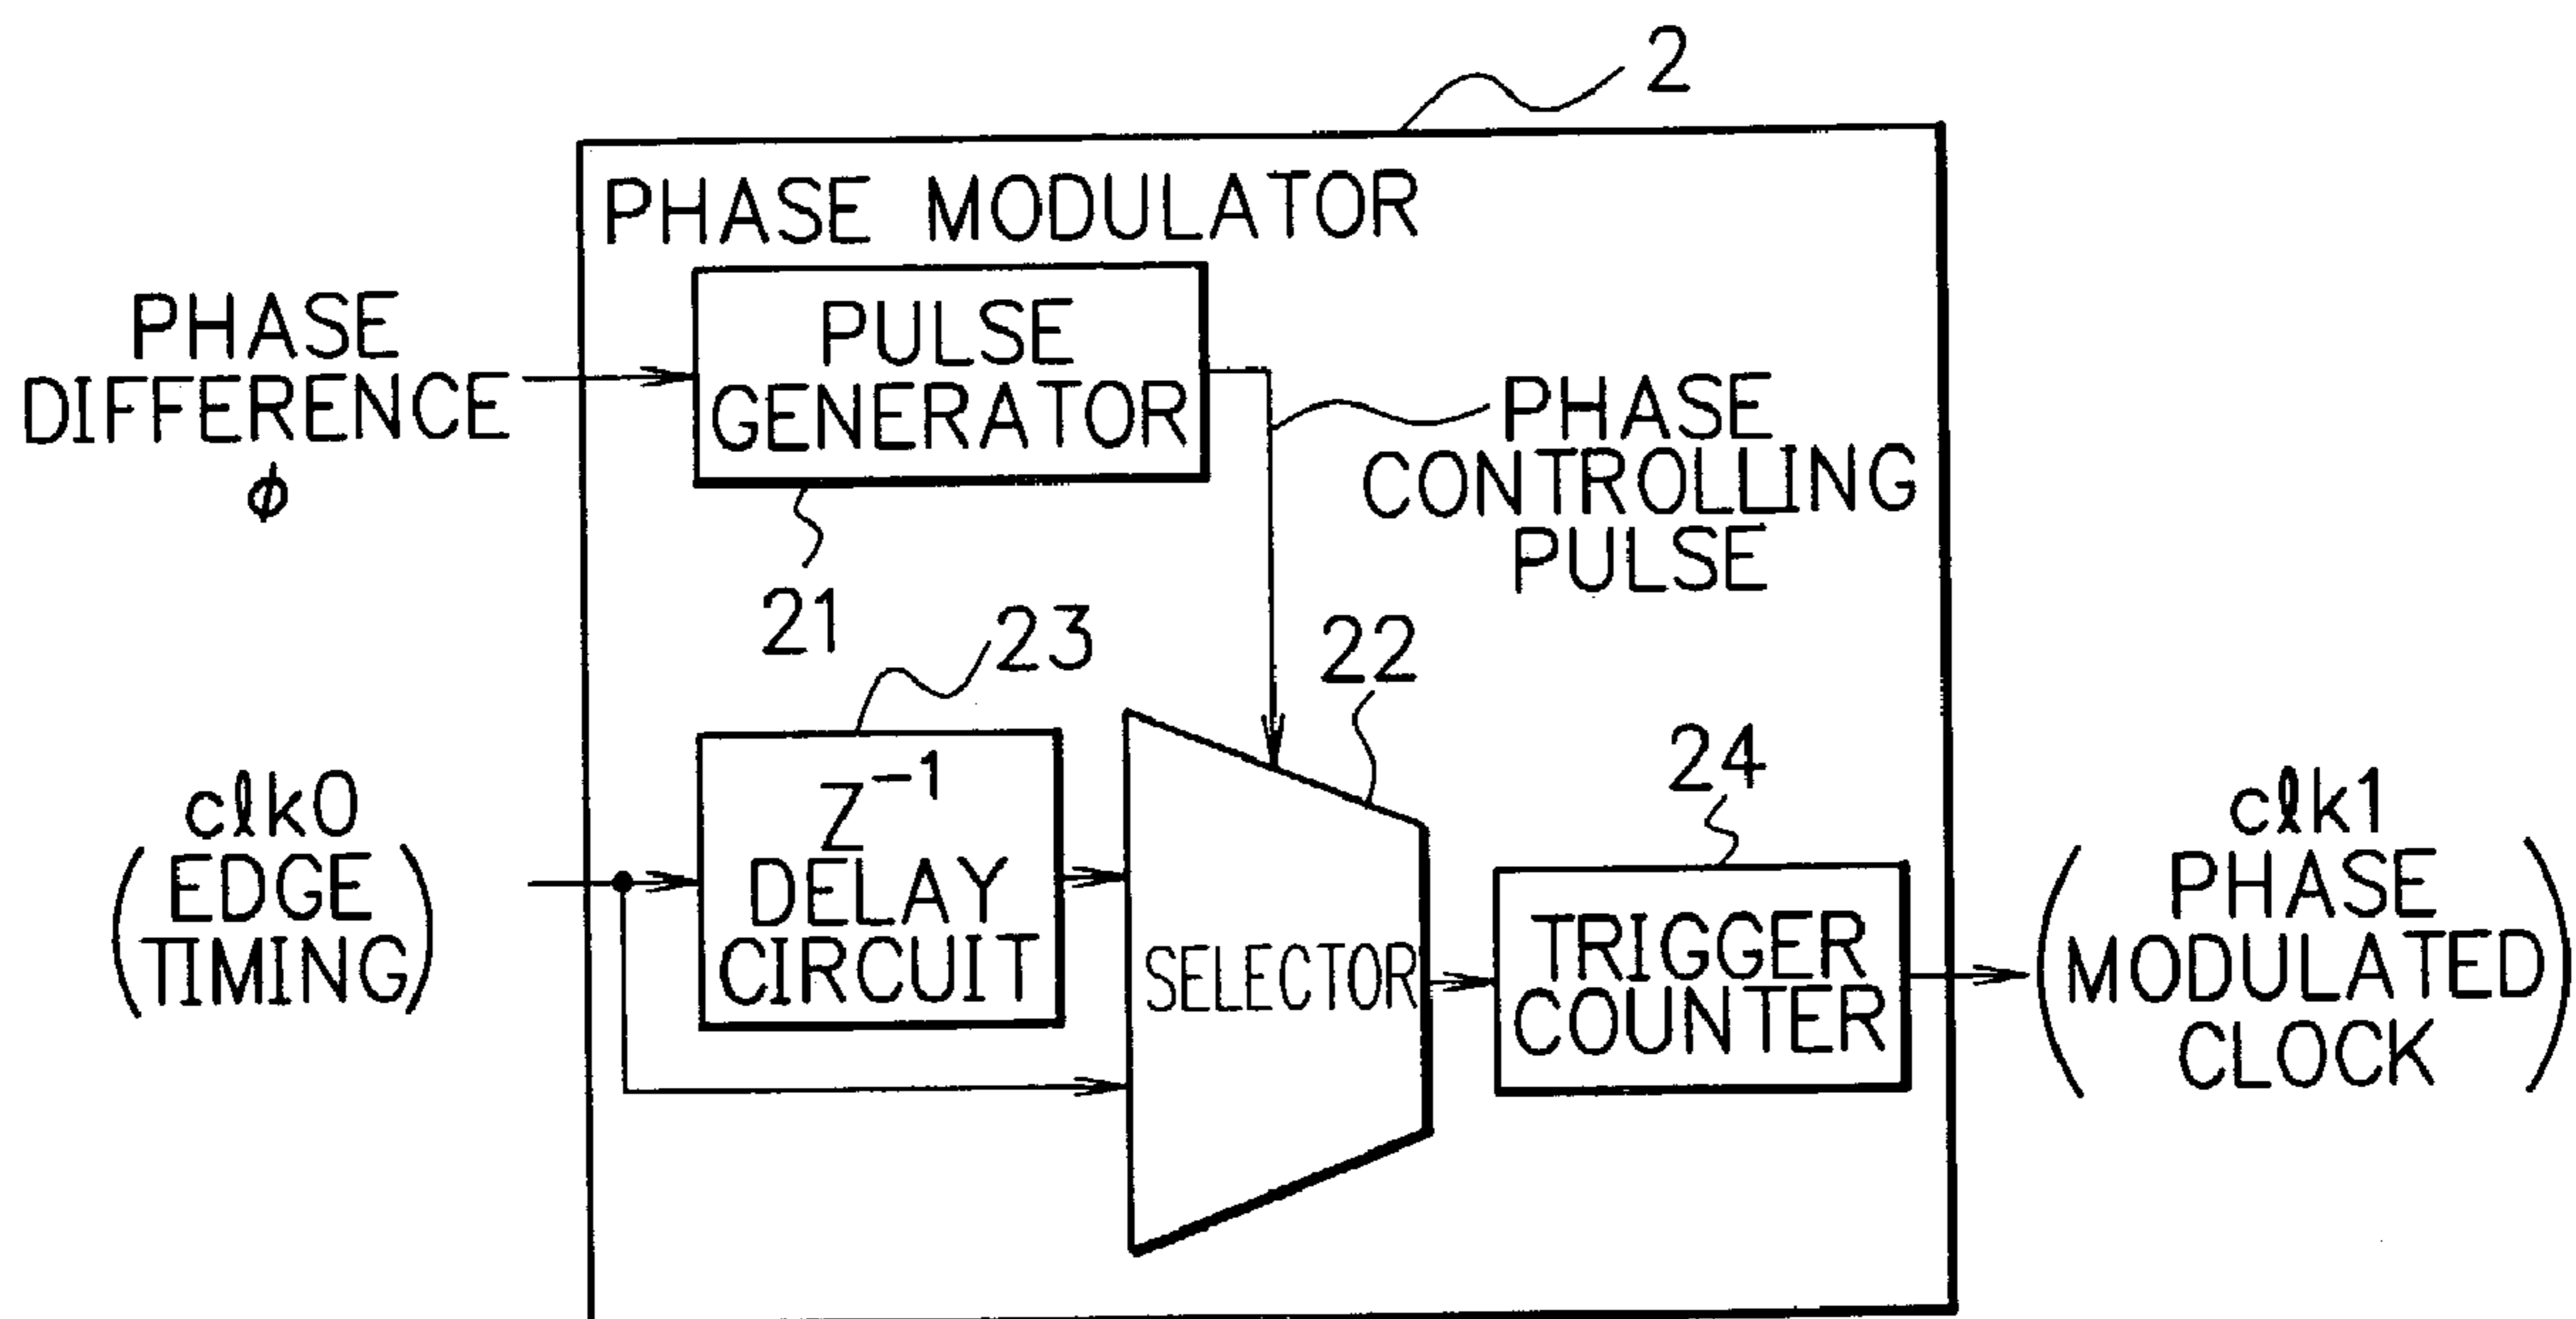 2
PHASE MODULATOR
PHASE
DIFFERENCE
ϕ
PULSE
GENERATOR
21
PHASE
CONTROLLING
PULSE
23
22
24
clk0
(EDGE
TIMING)
Z⁻¹
DELAY
CIRCUIT
SELECTOR
TRIGGER
COUNTER
clk1
(PHASE
MODULATED
CLOCK)